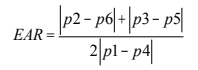 EAR = |p2 − p6| + |p3 − p5|
2|p1 − p4|